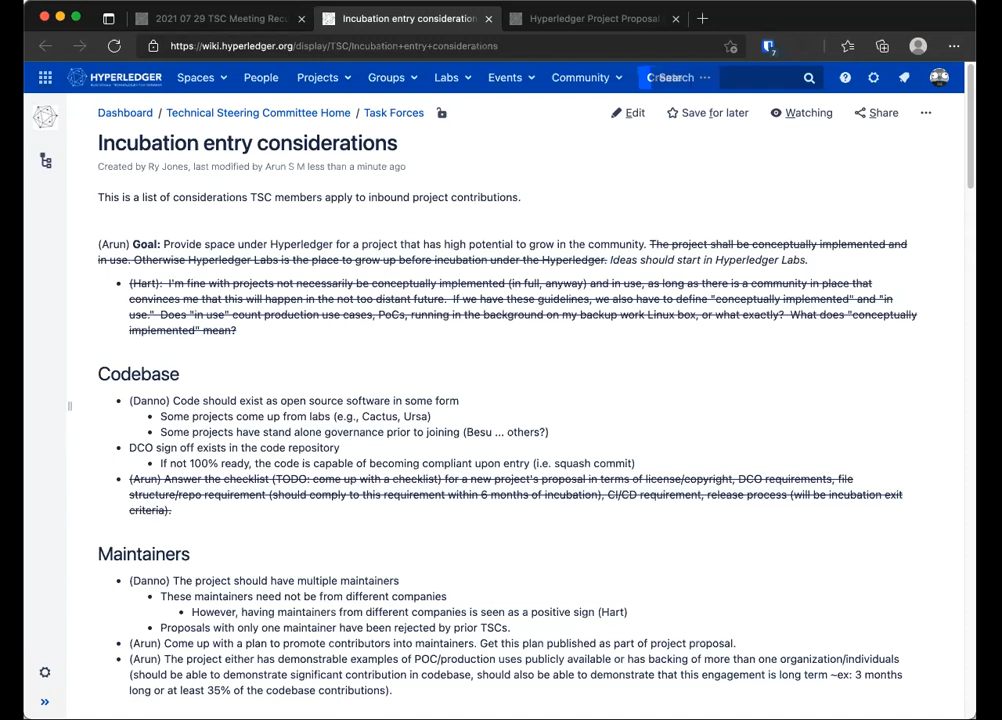 2021 07 29 TSC Meeting Rec
Incubation entry consideration
Hyperledger Project Proposal
https://wiki.hyperledger.org/display/TSC/Incubation+entry+considerations
7
HYPERLEDGER
Spaces
People
Projects
Groups
Labs
Events
Community
Search
Dashboard / Technical Steering Committee Home / Task Forces
Edit
Save for later
Watching
Share
Incubation entry considerations
Created by Ry Jones, last modified by Arun S M less than a minute ago
This is a list of considerations TSC members apply to inbound project contributions.
(Arun) Goal: Provide space under Hyperledger for a project that has high potential to grow in the community. The project shall be conceptually implemented and
in use. Otherwise Hyperledger Labs is the place to grow up before incubation under the Hyperledger. Ideas should start in Hyperledger Labs.
(Hart): I'm fine with projects not necessarily be conceptually implemented (in full, anyway) and in use, as long as there is a community in place that
convinces me that this will happen in the not too distant future. If we have these guidelines, we also have to define "conceptually implemented" and "in
use." Does "in use" count production use cases, PoCs, running in the background on my backup work Linux box, or what exactly? What does "conceptually
implemented" mean?
Codebase
(Danno) Code should exist as open source software in some form
Some projects come up from labs (e.g., Cactus, Ursa)
Some projects have stand alone governance prior to joining (Besu ... others?)
DCO sign off exists in the code repository
If not 100% ready, the code is capable of becoming compliant upon entry (i.e. squash commit)
(Arun) Answer the checklist (TODO: come up with a checklist) for a new project's proposal in terms of license/copyright, DCO requirements, file
structure/repo requirement (should comply to this requirement within 6 months of incubation), CI/CD requirement, release process (will be incubation exit
criteria).
Maintainers
(Danno) The project should have multiple maintainers
These maintainers need not be from different companies
However, having maintainers from different companies is seen as a positive sign (Hart)
Proposals with only one maintainer have been rejected by prior TSCs.
(Arun) Come up with a plan to promote contributors into maintainers. Get this plan published as part of project proposal.
(Arun) The project either has demonstrable examples of POC/production uses publicly available or has backing of more than one organization/individuals
(should be able to demonstrate significant contribution in codebase, should also be able to demonstrate that this engagement is long term ~ex: 3 months
long or at least 35% of the codebase contributions).